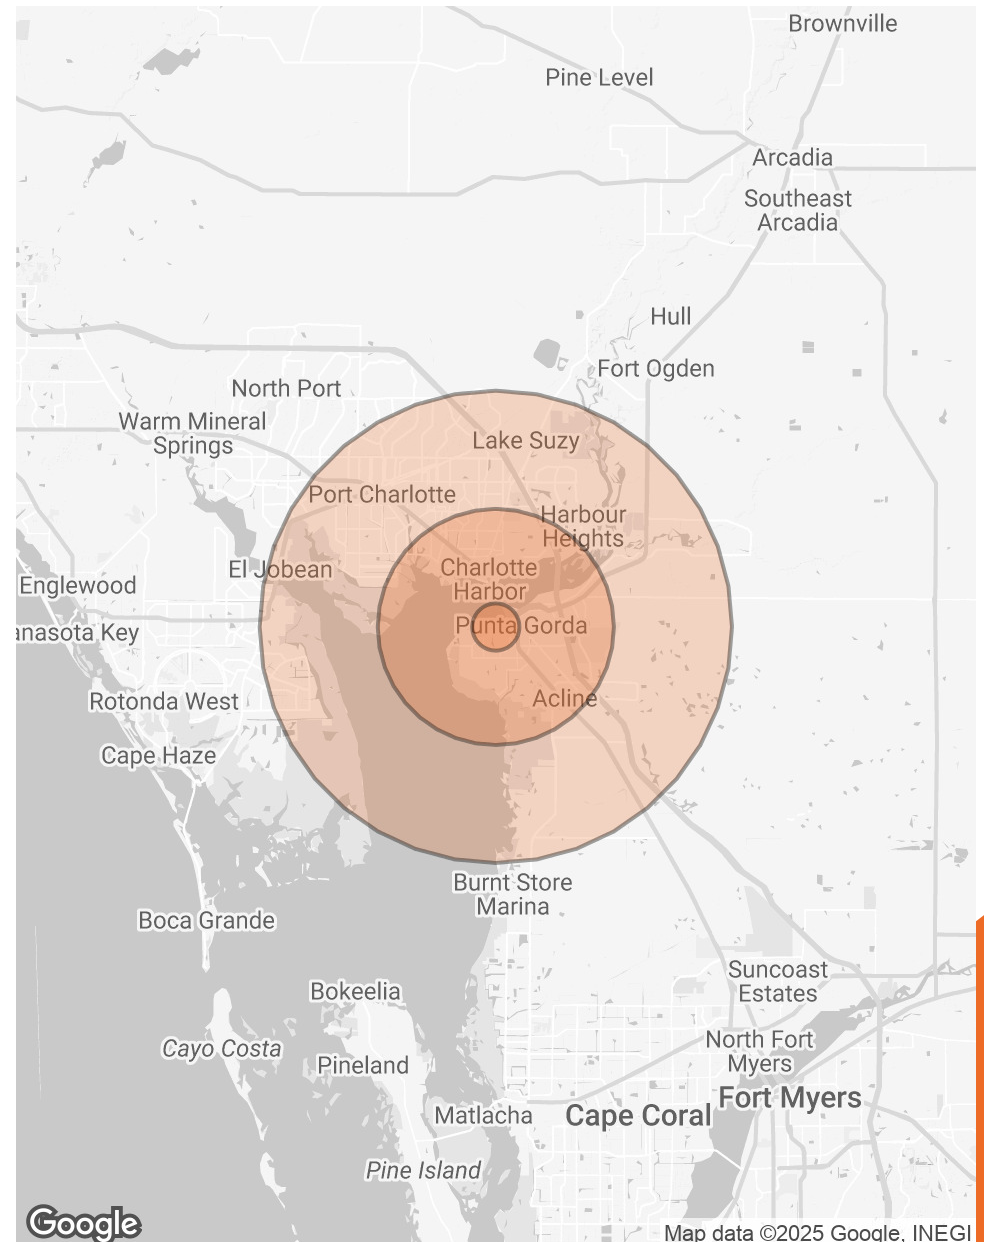 Brownville
Pine Level
Arcadia
Southeast
Arcadia
Hull
Fort Ogden
North Port
Warm Mineral
Springs
Lake Suzy
Port Charlotte
Harbour
Heights
El Jobean
Charlotte
Harbor
Englewood
anasota Key
Punta Gorda
Rotonda West
Acline
Cape Haze
Burnt Store
Marina
Boca Grande
Suncoast
Estates
Bokeelia
Cayo Costa
Pineland
North Fort
Myers
Fort Myers
Matlacha
Cape Coral
Pine Island
Google
Map data ©2025 Google, INEGI